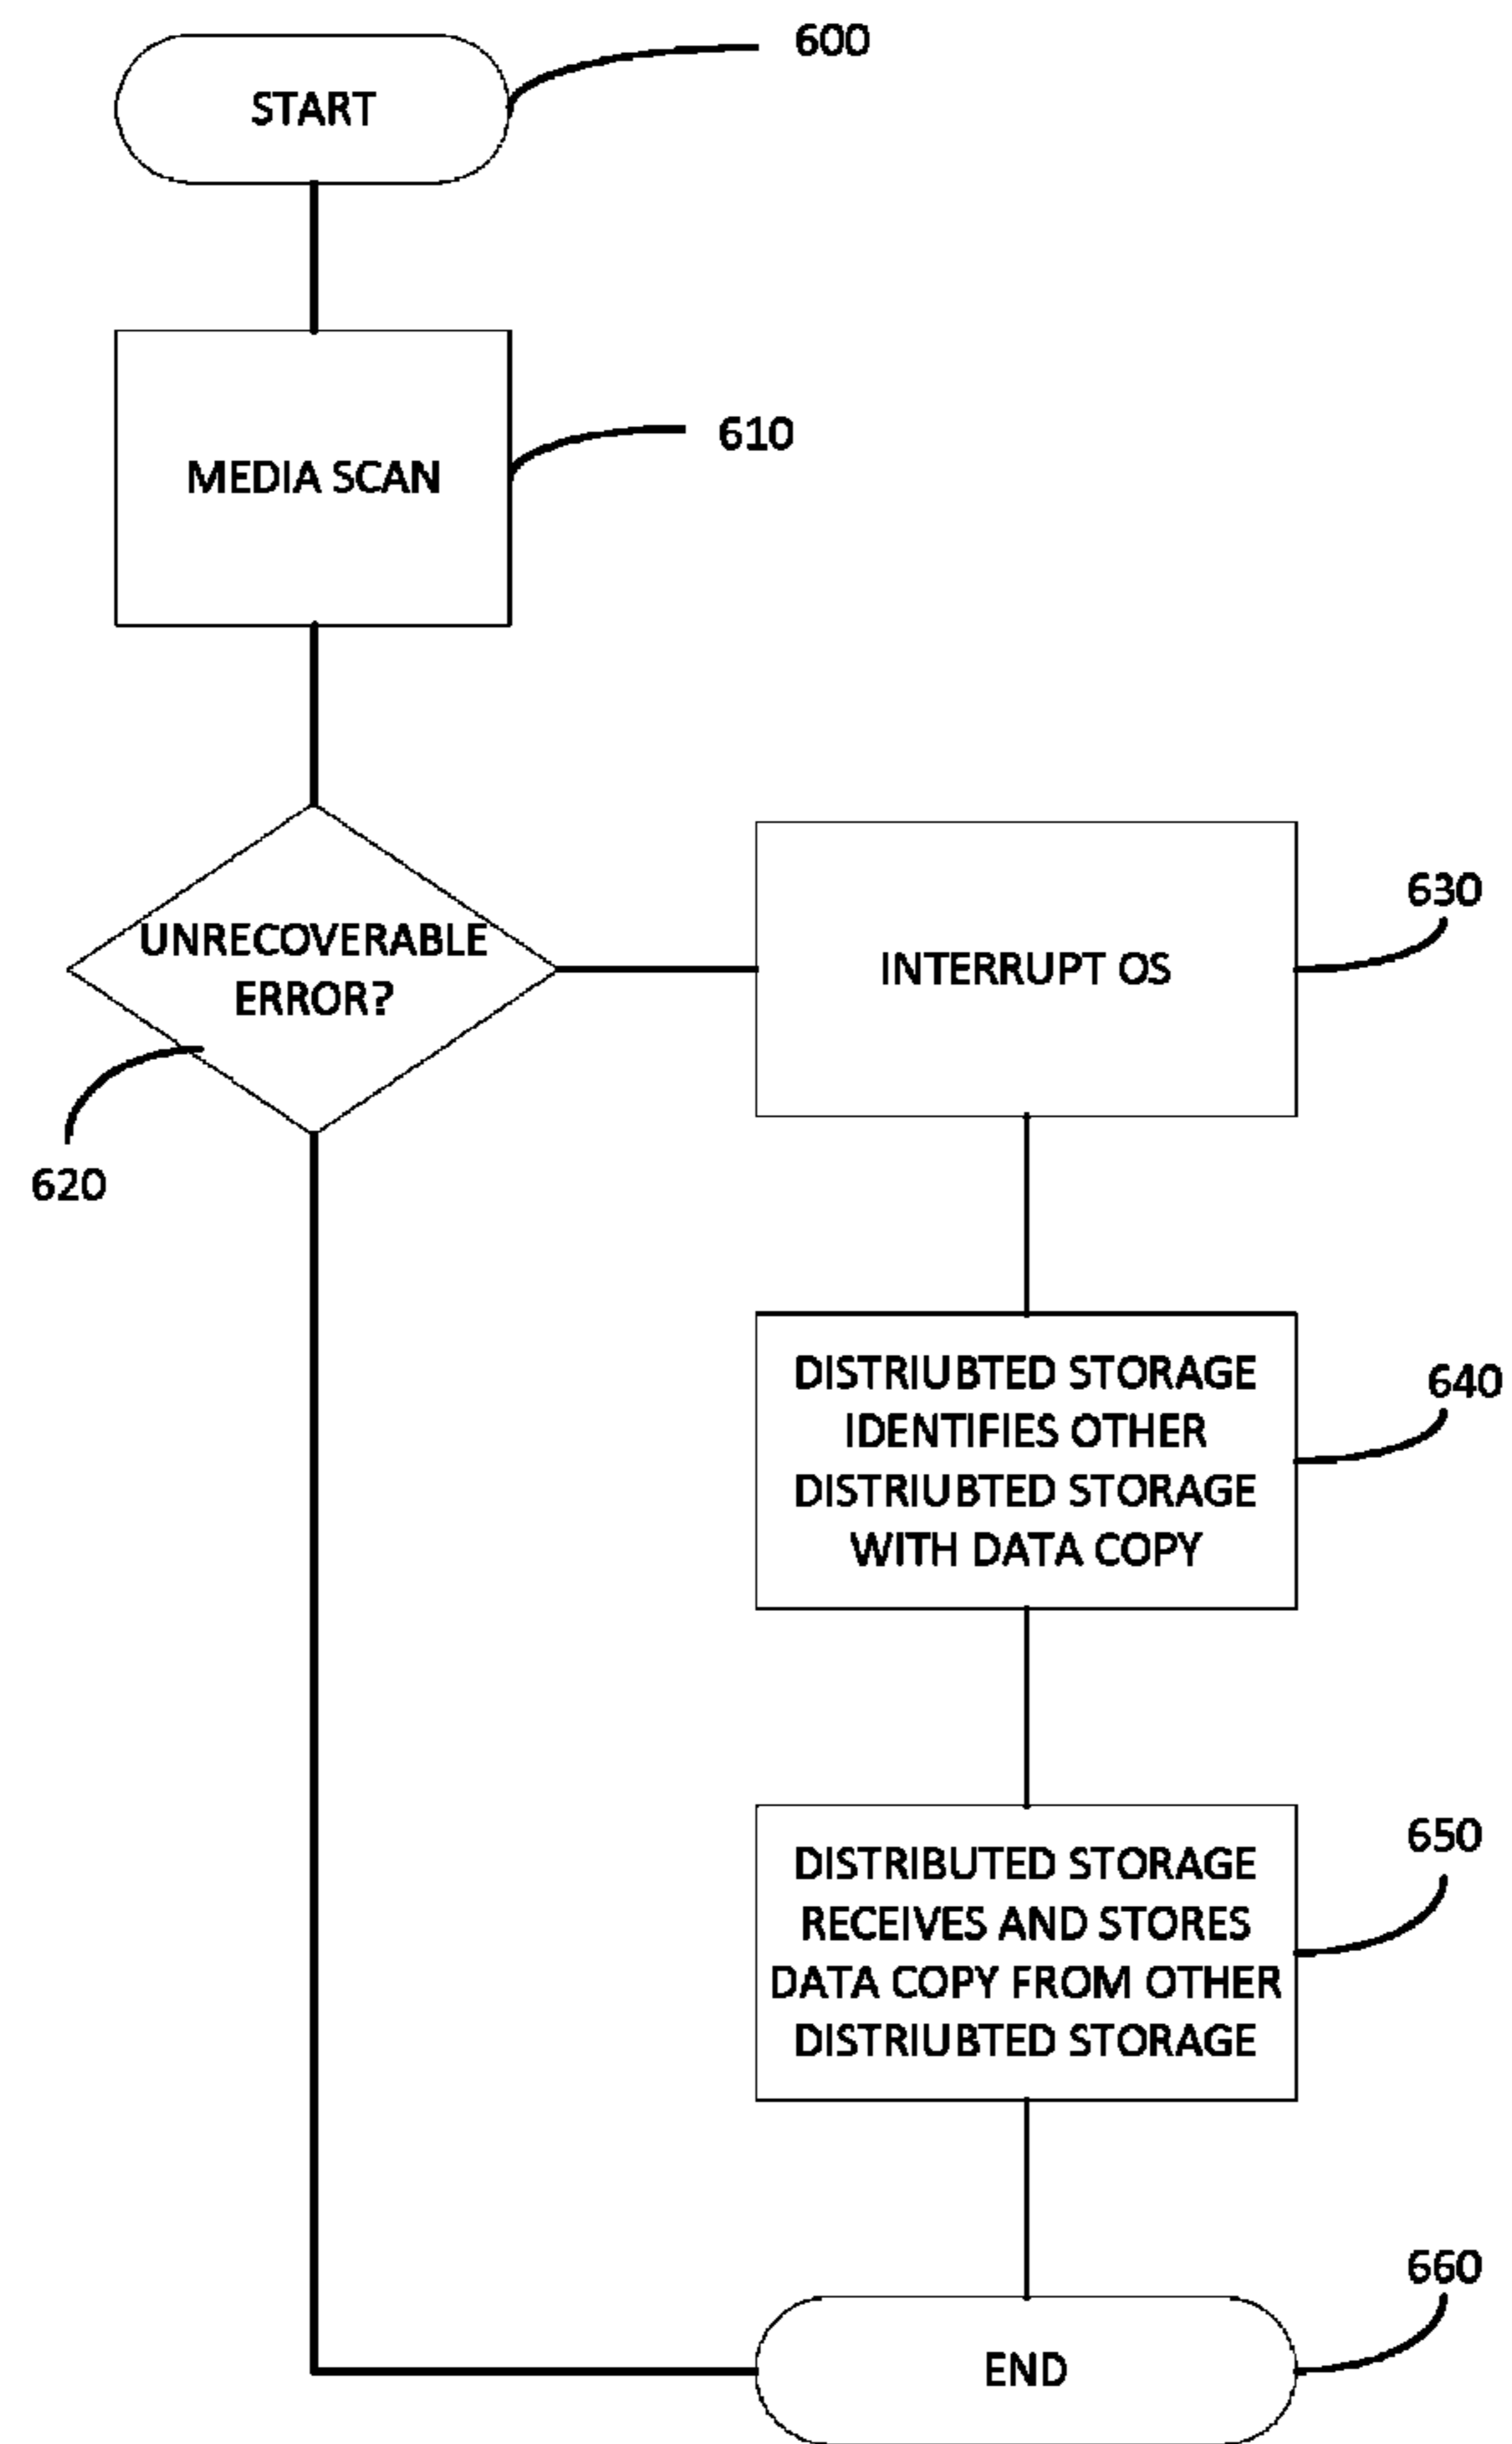 600
START
610
MEDIA SCAN
UNRECOVERABLE
ERROR?
620
630
INTERRUPT OS
640
DISTRIUBTED STORAGE
IDENTIFIES OTHER
DISTRIUBTED STORAGE
WITH DATA COPY
650
DISTRIBUTED STORAGE
RECEIVES AND STORES
DATA COPY FROM OTHER
DISTRIUBTED STORAGE
660
END